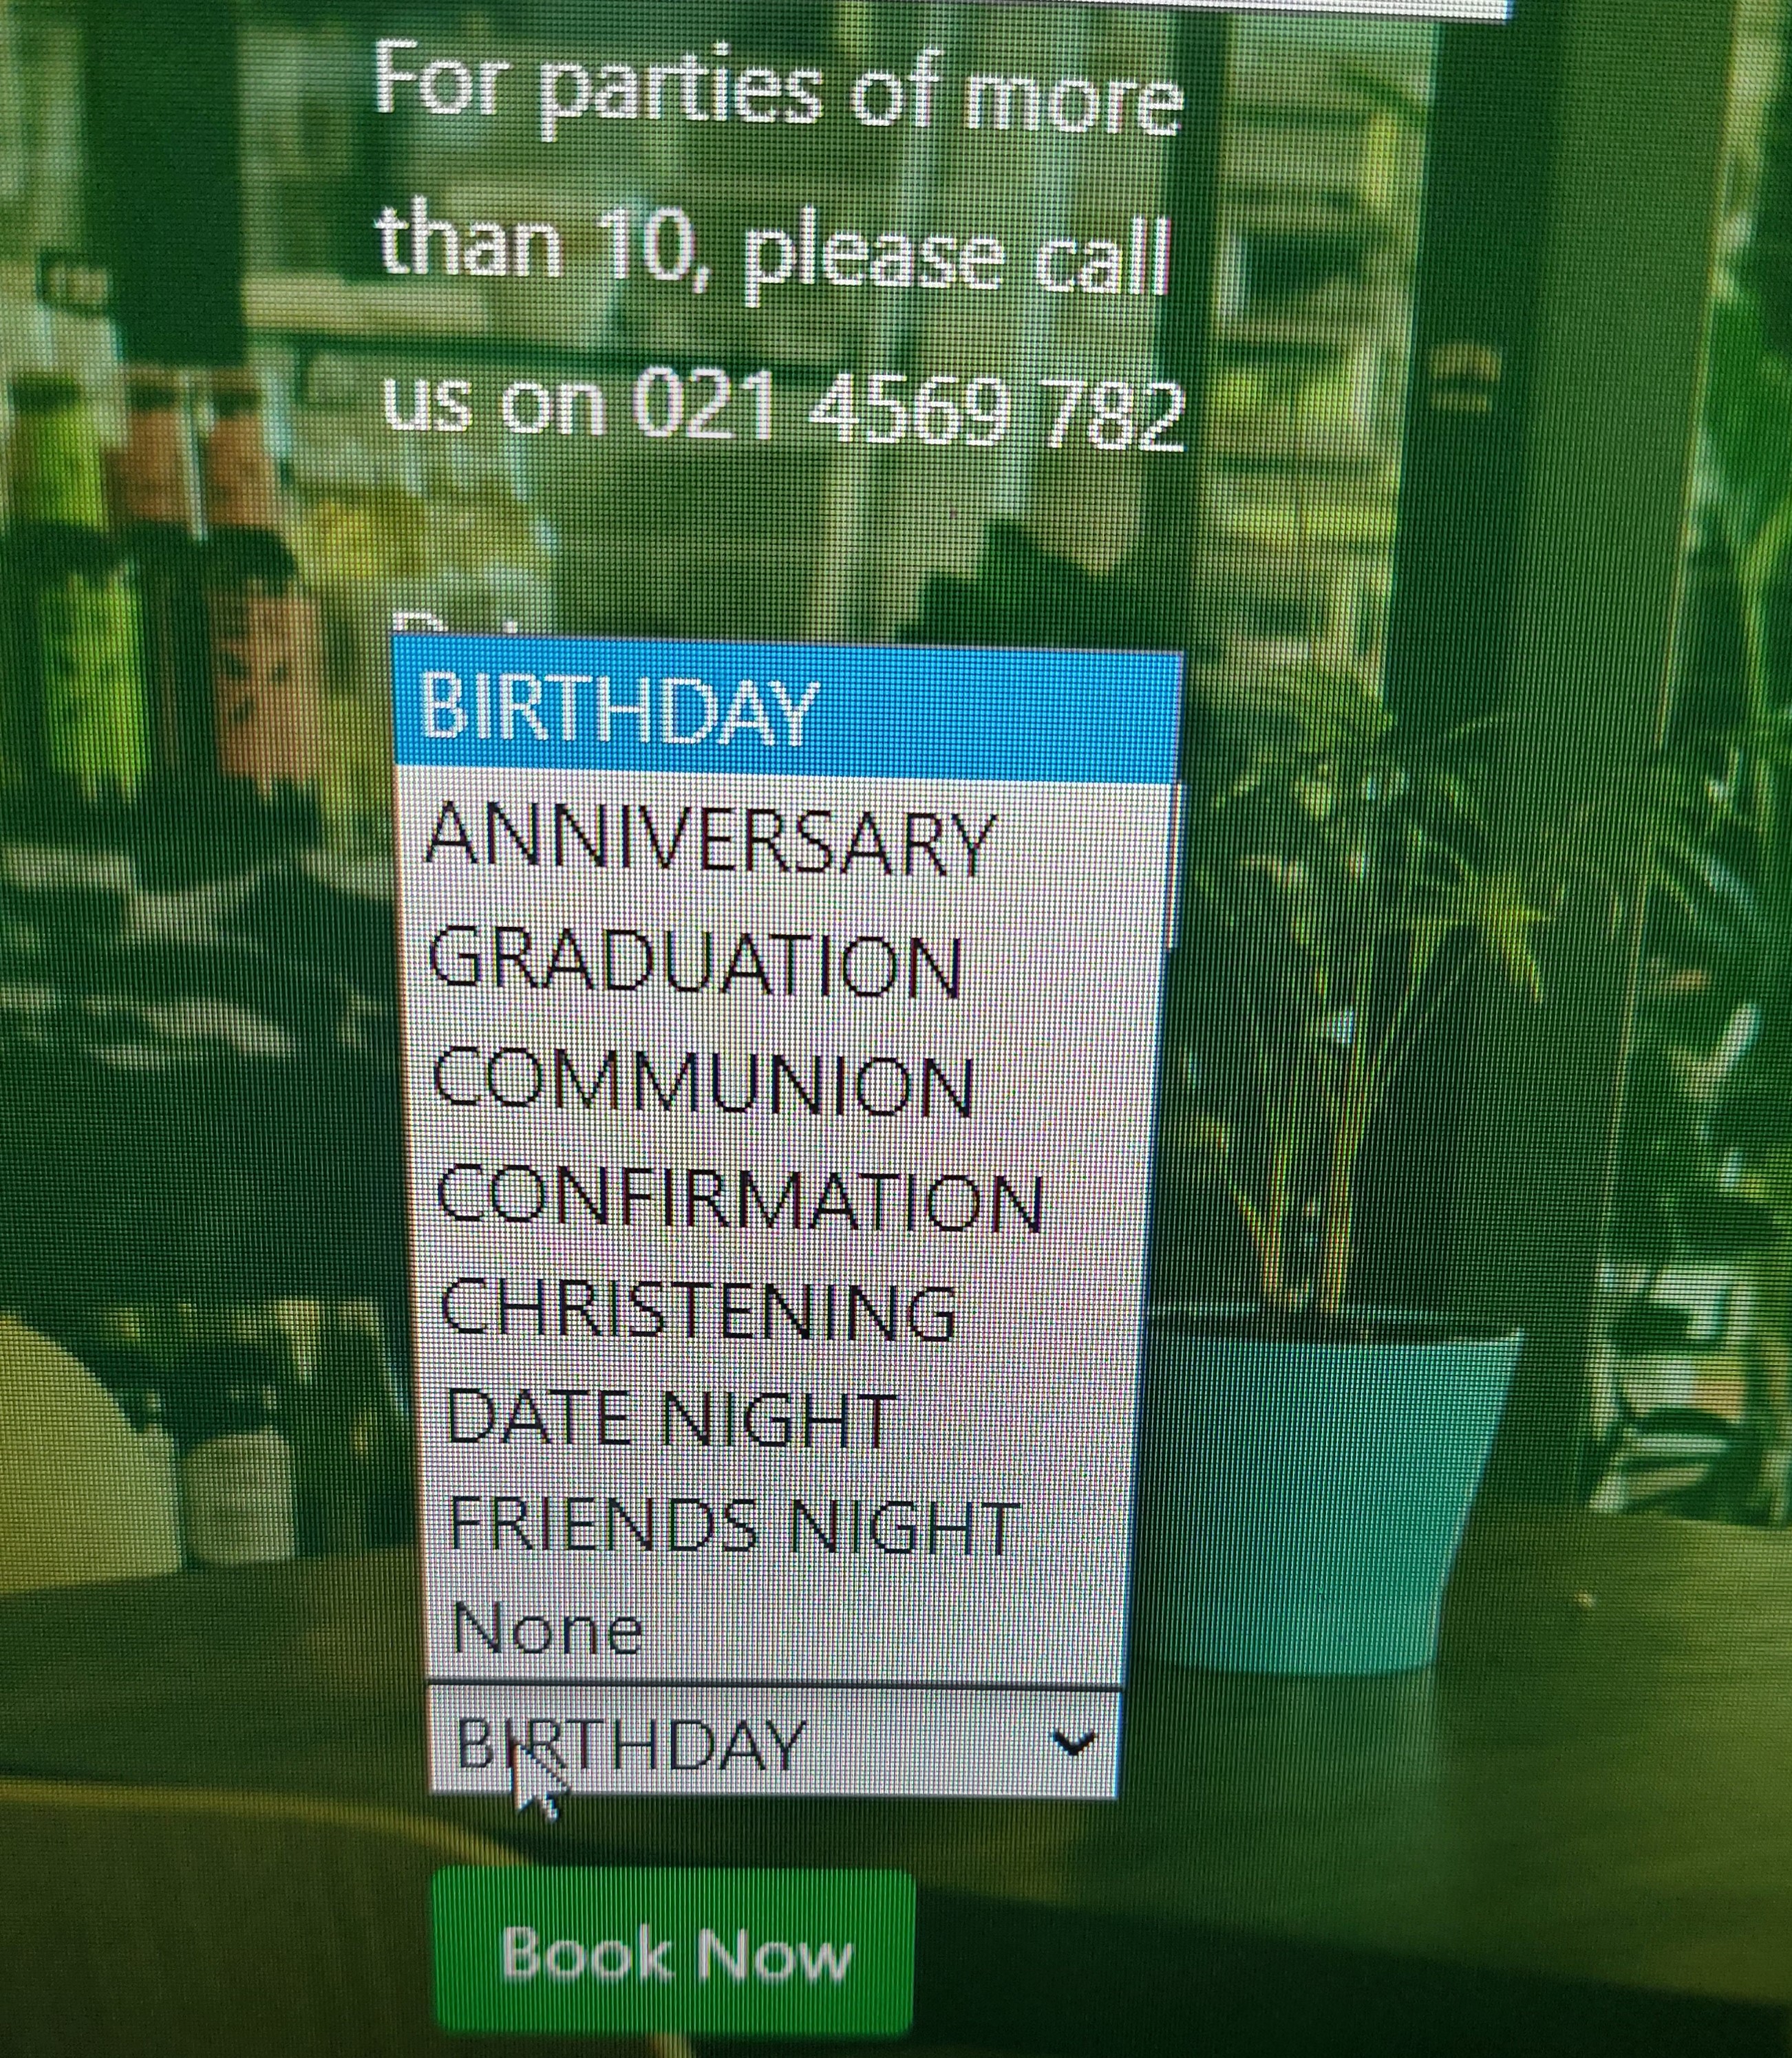 For parties of more
than 10, please call
us on 021 4569 782
BIRTHDAY
ANNIVERSARY
GRADUATION
COMMUNION
CONFIRMATION
CHRISTENING
DATE NIGHT
FRIENDS NIGHT
None
BIRTHDAY
Book Now